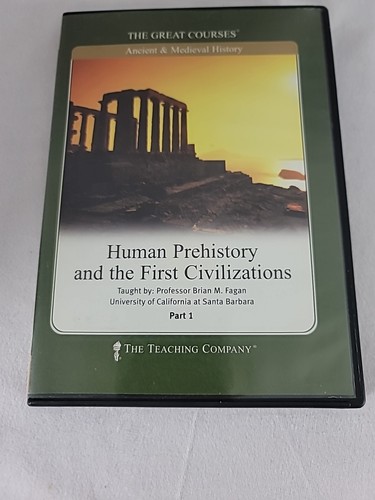 THE GREAT COURSES®
Ancient & Medieval History
Human Prehistory
and the First Civilizations
Taught by: Professor Brian M. Fagan
University of California at Santa Barbara
Part 1
THE TEACHING COMPANY®